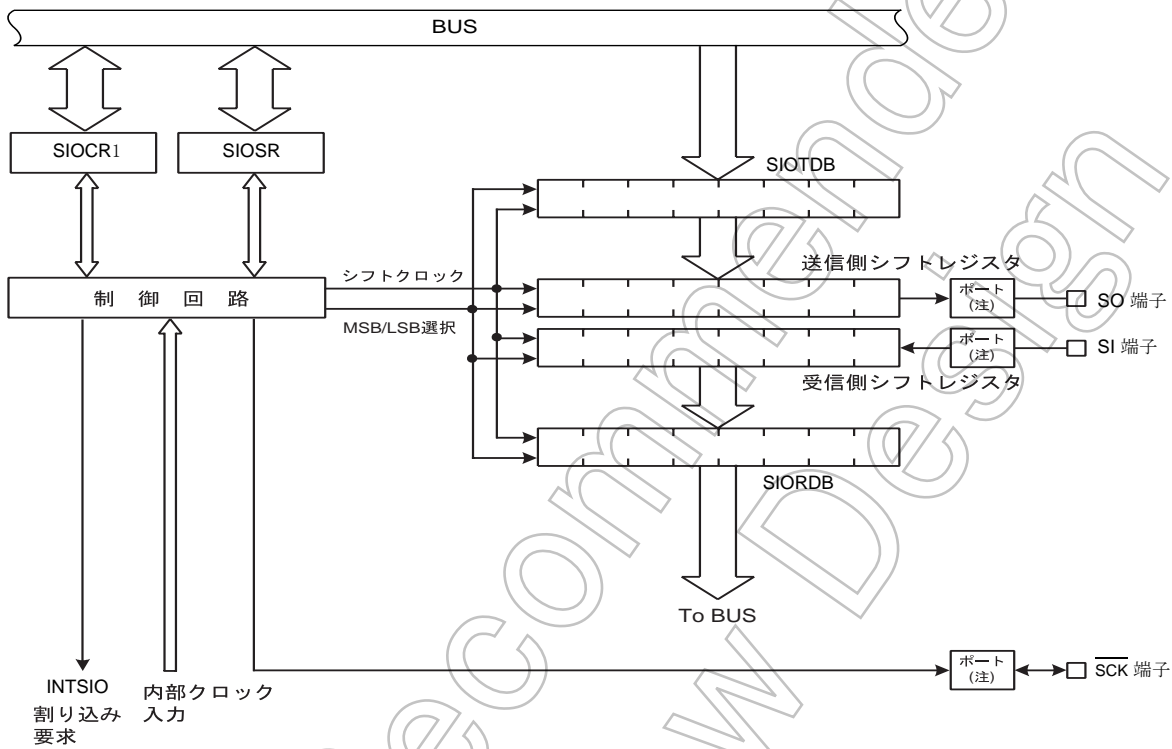 BUS
SIOCR1
SIOSR
SIOTDB
シフトクロック
送信側シフトレジスタ
制御回路
ポート
(注)
SO 端子
MSB/LSB選択
ポート
(注)
SI 端子
受信側シフトレジスタ
SIORDB
To BUS
ポート
(注)
SCK 端子
INTSIO
割り込み
要求
内部クロック
入力
ecommende
w Design